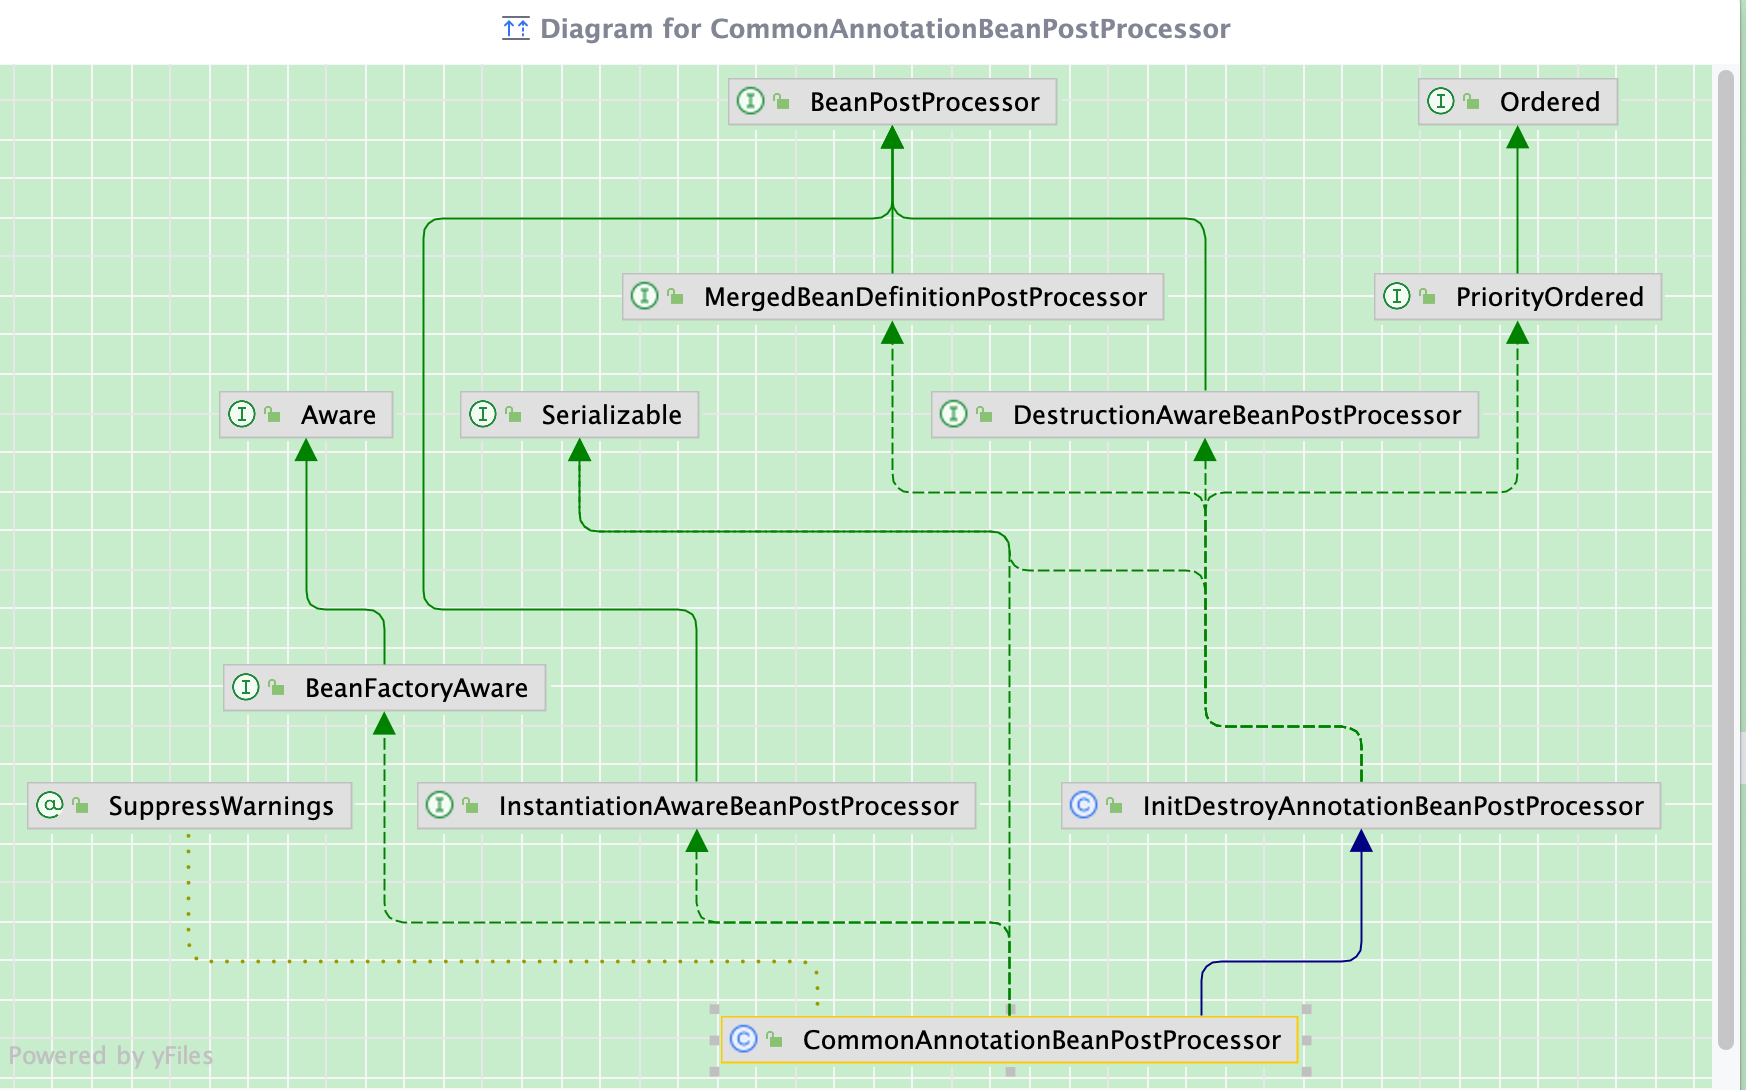 Diagram for CommonAnnotationBeanPostProcessor
BeanPostProcessor
Ordered
MergedBeanDefinitionPostProcessor
PriorityOrdered
Aware
Serializable
DestructionAwareBeanPostProcessor
BeanFactoryAware
SuppressWarnings
InstantiationAwareBeanPostProcessor
InitDestroyAnnotationBeanPostProcessor
CommonAnnotationBeanPostProcessor
Powered by yFiles